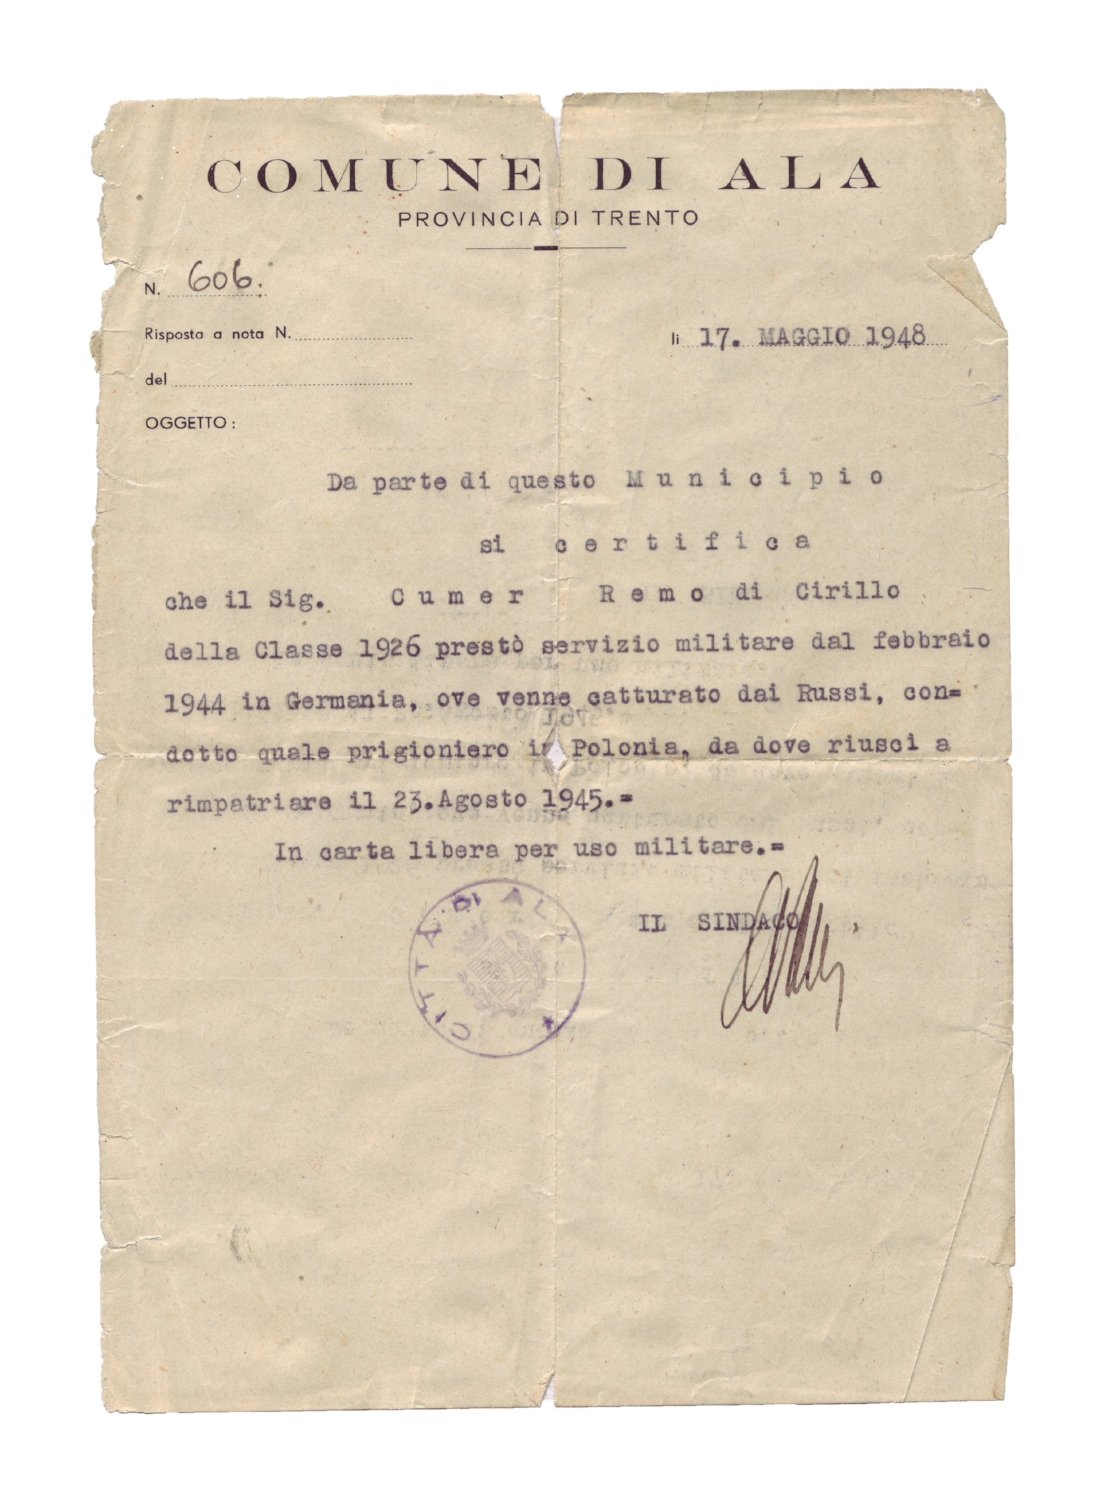 COMUNE DI ALA
PROVINCIA DI TRENTO
N. 606.
Risposta a nota N.
li 17. MAGGIO 1948
del
OGGETTO:
Da parte di questo Municipio
si certifica
che il Sig. Cumer Remo di Cirillo
della Classe 1926 prestò servizio militare dal febbraio
1944 in Germania, ove venne catturato dai Russi, con=
dotto quale prigioniero in Polonia, da dove riusci a
rimpatriare il 23.Agosto 1945.=
In carta libera per uso militare.=
IL SINDACO
CITTÀ DI ALA